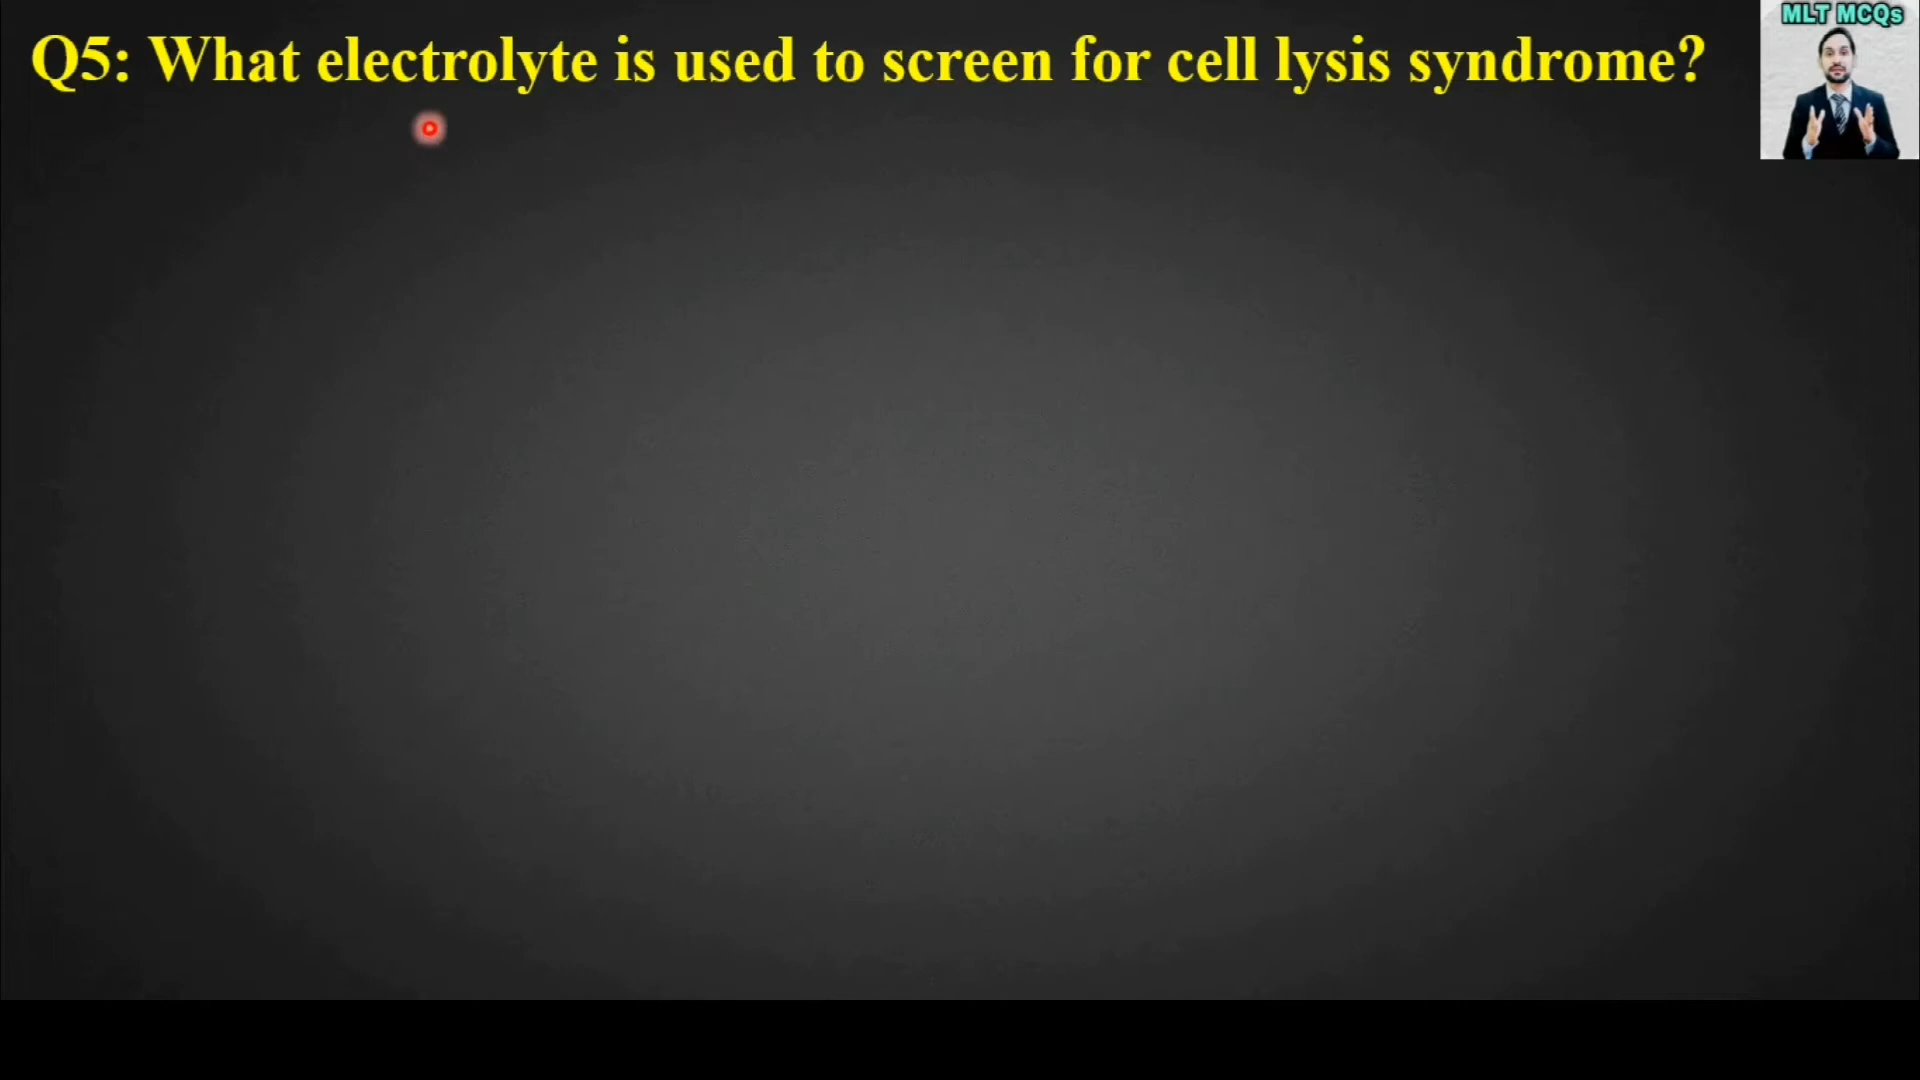 MLT MCQs
Q5: What electrolyte is used to screen for cell lysis syndrome?